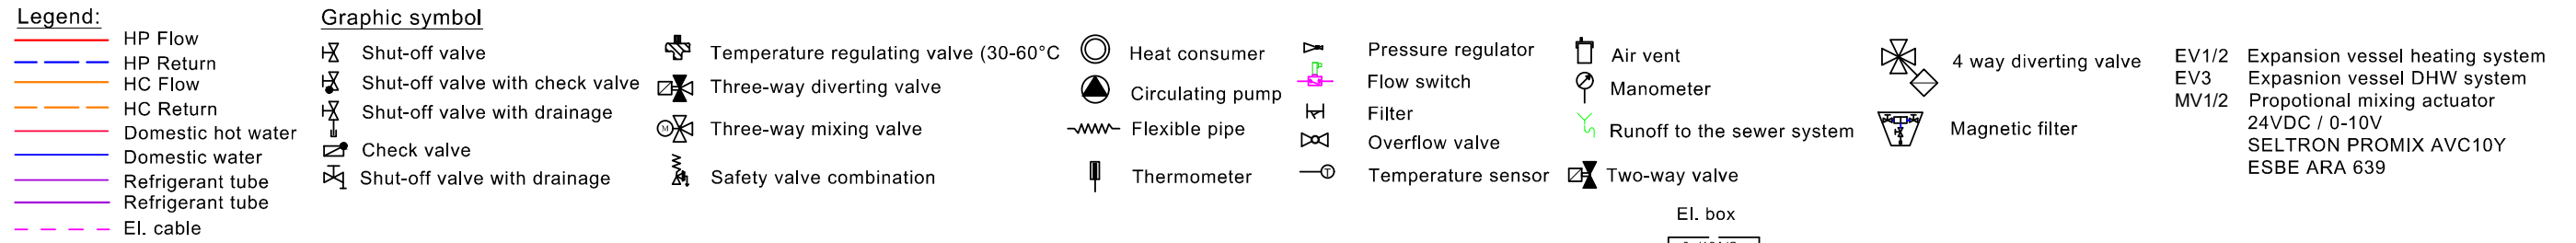 Legend:
HP Flow
HP Return
HC Flow
HC Return
Domestic hot water
Domestic water
Refrigerant tube
Refrigerant tube
El. cable
Graphic symbol
Shut-off valve
Shut-off valve with check valve
Shut-off valve with drainage
Check valve
Shut-off valve with drainage
Temperature regulating valve (30-60°C
Three-way diverting valve
M
Three-way mixing valve
Safety valve combination
Heat consumer
Circulating pump
Flexible pipe
Thermometer
Pressure regulator
Flow switch
Filter
Overflow valve
T
Temperature sensor
Air vent
Manometer
Runoff to the sewer system
Two-way valve
El. box
4 way diverting valve
Magnetic filter
EV1/2 Expansion vessel heating system
EV3 Expasnion vessel DHW system
MV1/2 Propotional mixing actuator
24VDC / 0-10V
SELTRON PROMIX AVC10Y
ESBE ARA 639